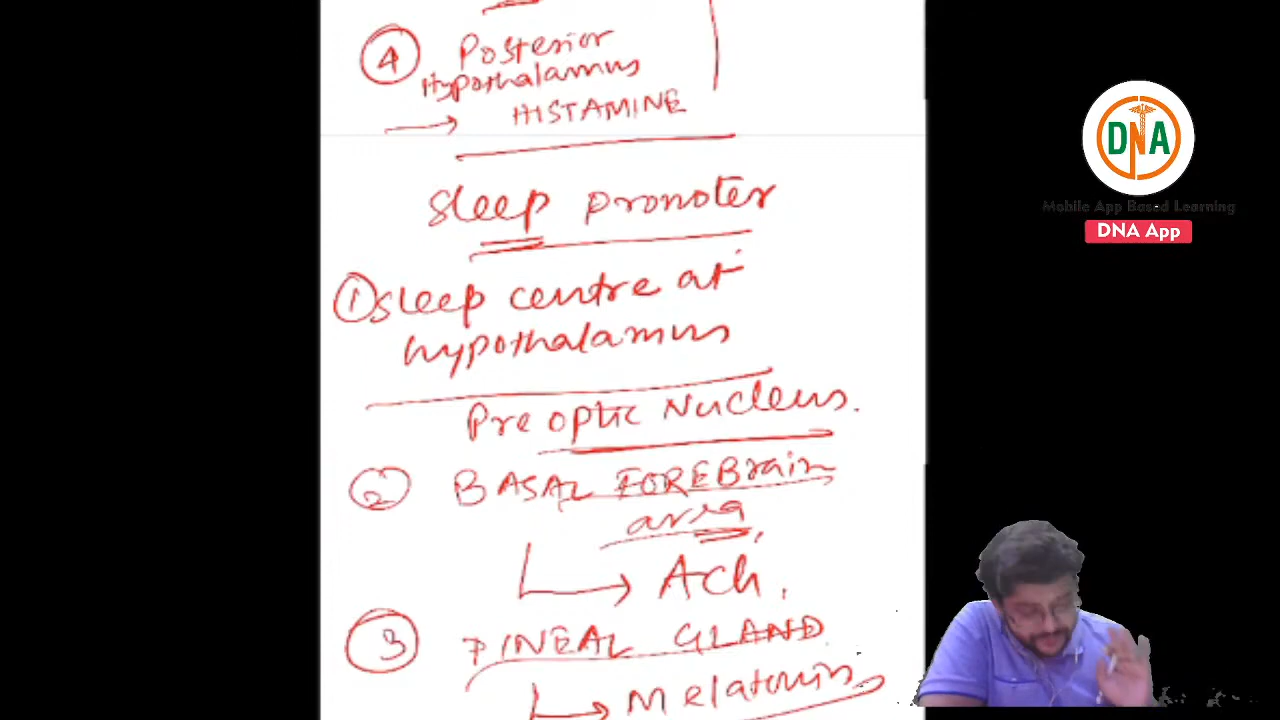 4 Posterior
Hypothalamus
→ HISTAMINE
Sleep promoter
1 Sleep centre at
hypothalamus
Pre optic Nucleus.
2 BASAL FOREBrain
area,
→ Ach.
3 PINEAL GLAND
→ Melatonin
DNA
Mobile App Based Learning
DNA App